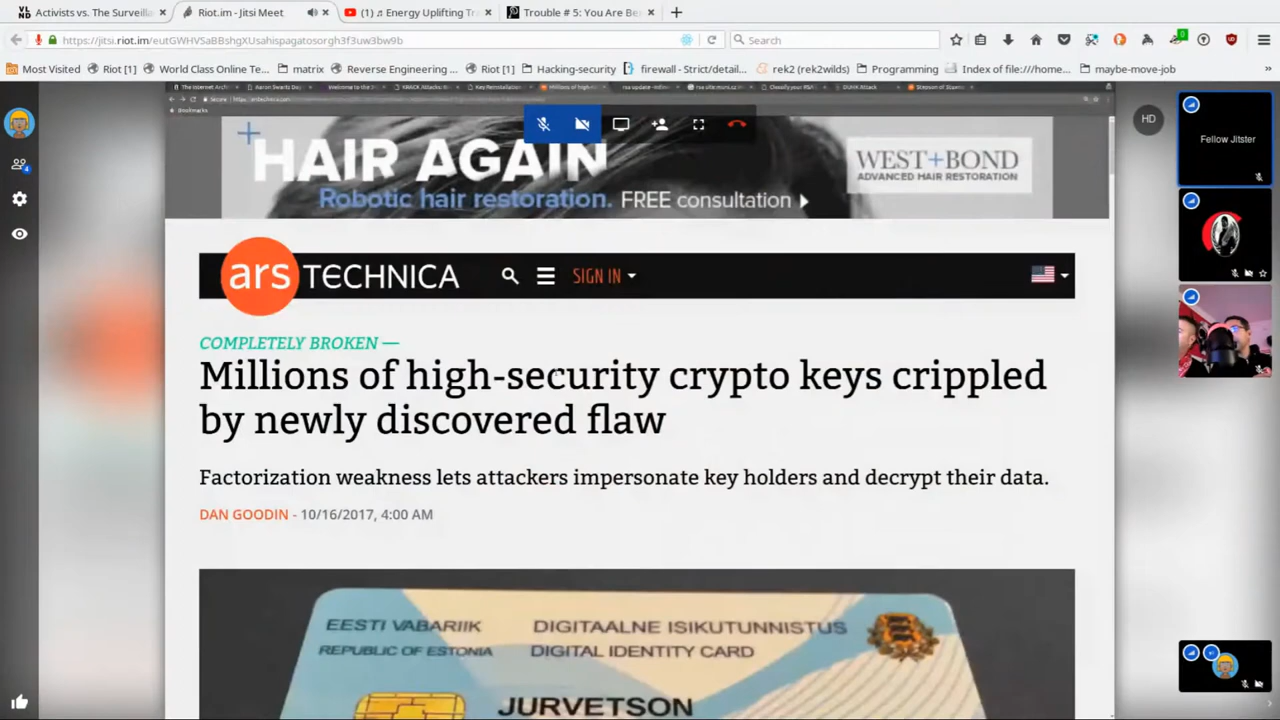 Activists vs. The Surveilla
Riot.im - Jitsi Meet
(1) ♫ Energy Uplifting Tra
Trouble # 5: You Are Be
https://jitsi.riot.im/eutGWHVSaBBshgXUsahispagatosorgh3f3uw3bw9b
Search
Most Visited
Riot [1]
World Class Online Te...
matrix
Reverse Engineering ...
Riot [1]
Hacking-security
firewall - Strict/detail...
rek2 (rek2wilds)
Programming
Index of file:///home...
maybe-move-job
HAIR AGAIN
Robotic hair restoration. FREE consultation
WEST+BOND
ADVANCED HAIR RESTORATION
HD
Fellow Jitster
ars TECHNICA
SIGN IN
COMPLETELY BROKEN —
Millions of high-security crypto keys crippled
by newly discovered flaw
Factorization weakness lets attackers impersonate key holders and decrypt their data.
DAN GOODIN - 10/16/2017, 4:00 AM
EESTI VABARIIK
DIGITAALNE ISIKUTUNNISTUS
REPUBLIC OF ESTONIA
DIGITAL IDENTITY CARD
JURVETSON